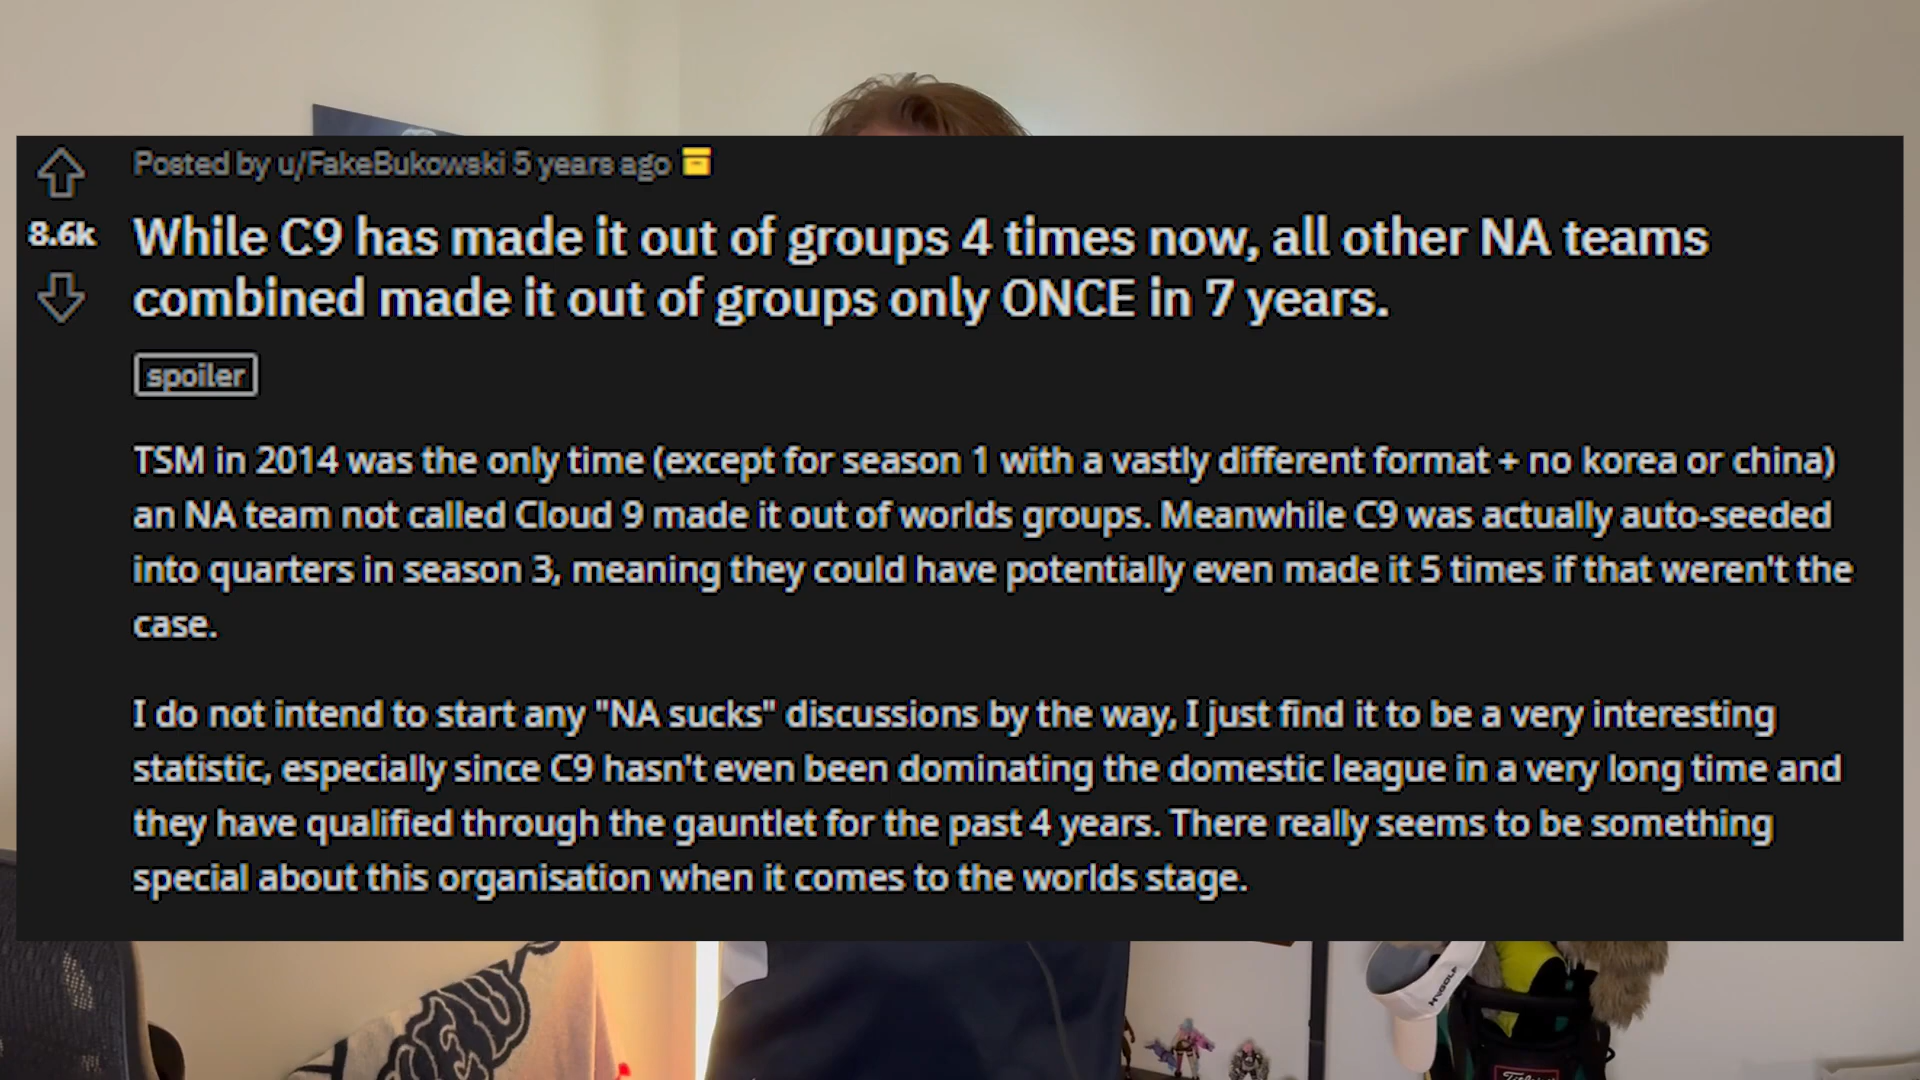 Posted by u/FakeBukowski 5 years ago
8.6k
While C9 has made it out of groups 4 times now, all other NA teams
combined made it out of groups only ONCE in 7 years.
spoiler
TSM in 2014 was the only time (except for season 1 with a vastly different format + no korea or china)
an NA team not called Cloud 9 made it out of worlds groups. Meanwhile C9 was actually auto-seeded
into quarters in season 3, meaning they could have potentially even made it 5 times if that weren't the
case.
I do not intend to start any "NA sucks" discussions by the way, I just find it to be a very interesting
statistic, especially since C9 hasn't even been dominating the domestic league in a very long time and
they have qualified through the gauntlet for the past 4 years. There really seems to be something
special about this organisation when it comes to the worlds stage.